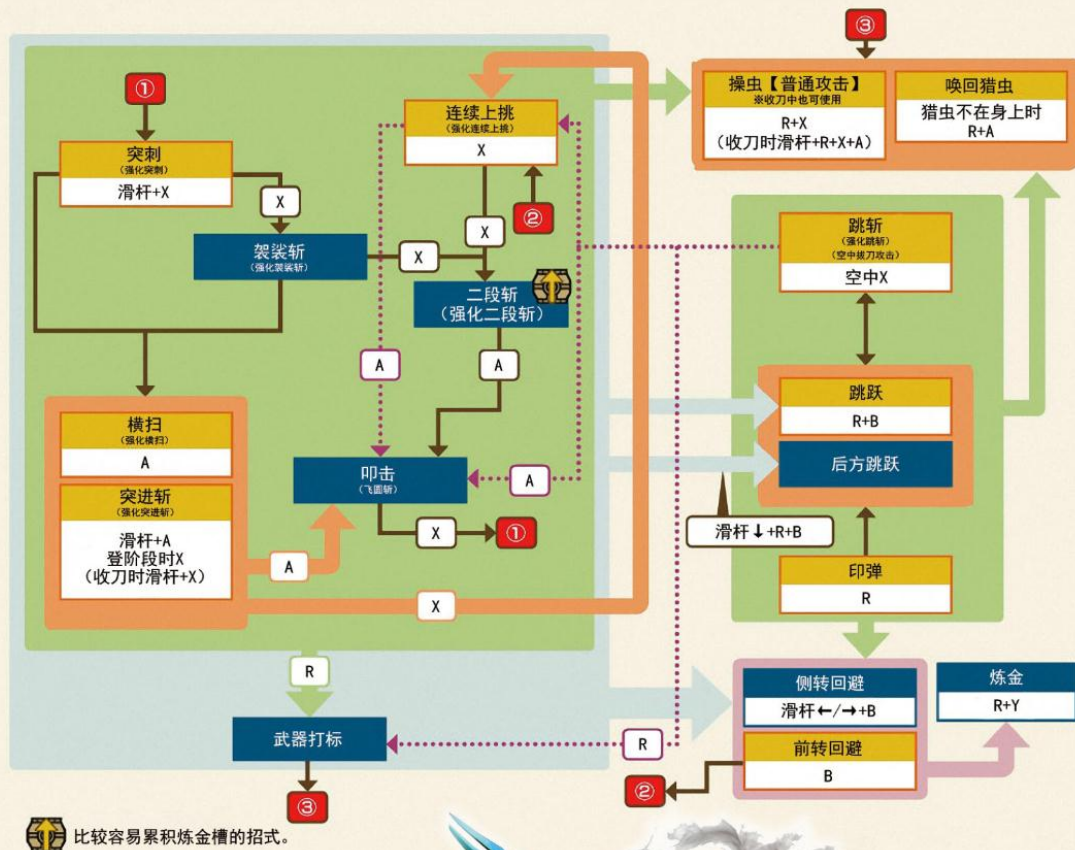 ①
突刺
(强化突刺)
滑杆+X
X
袈裟斩
(强化袈裟斩)
X
连续上挑
(强化连续上挑)
X
②
X
二段斩
(强化二段斩)
A
A
横扫
(强化横扫)
A
突进斩
(强化突进斩)
滑杆+A
登阶段时X
(收刀时滑杆+X)
A
X
叩击
(飞圆斩)
A
X
①
R
武器打标
③
R
③
操虫【普通攻击】
※收刀中也可使用
R+X
(收刀时滑杆+R+X+A)
唤回猎虫
猎虫不在身上时
R+A
跳斩
(强化跳斩)
(空中拔刀攻击)
空中X
跳跃
R+B
后方跳跃
滑杆↓+R+B
印弹
R
侧转回避
滑杆←/→+B
前转回避
B
②
炼金
R+Y
比较容易累积炼金槽的招式。